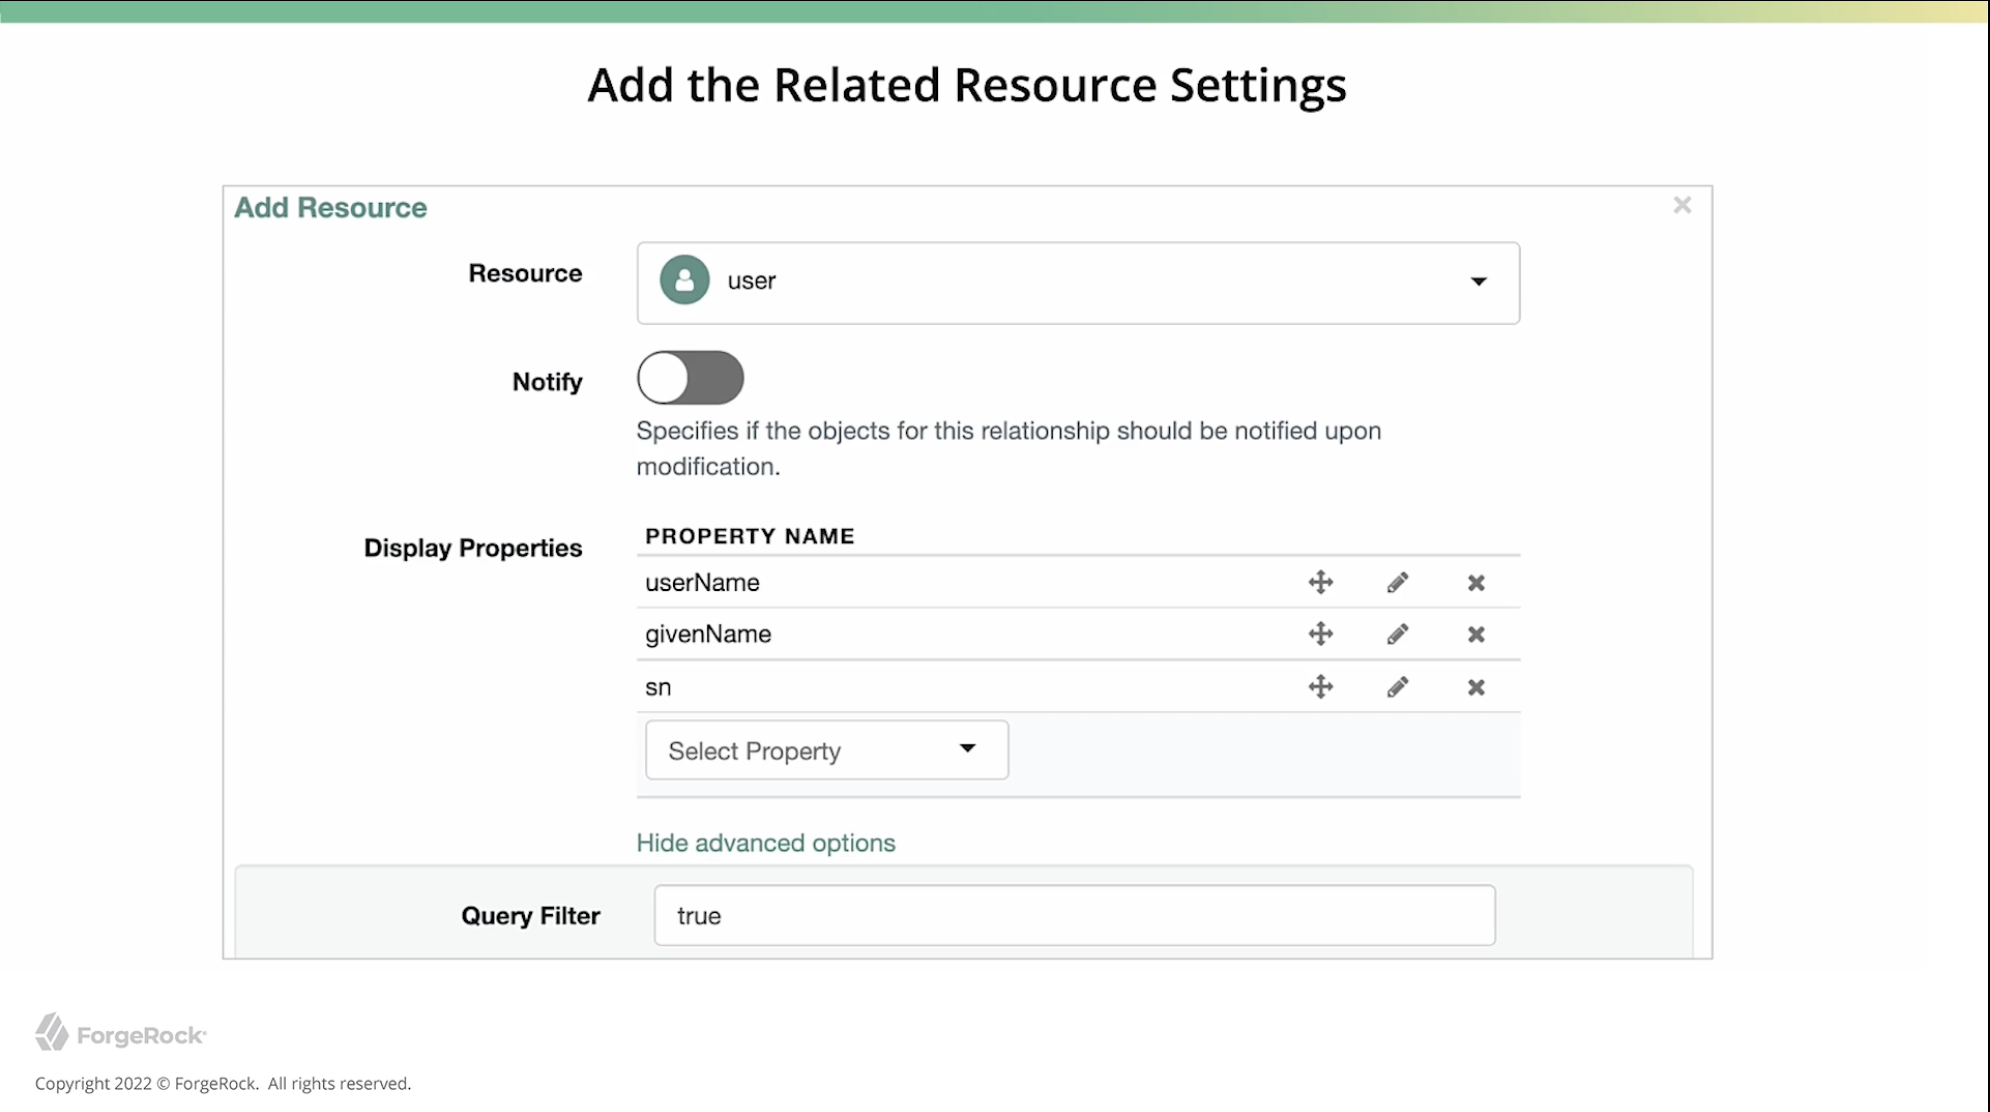 Add the Related Resource Settings
Add Resource
Resource
user
Notify
Specifies if the objects for this relationship should be notified upon
modification.
Display Properties
PROPERTY NAME
userName
givenName
sn
Select Property
Hide advanced options
Query Filter
true
ForgeRock
Copyright 2022 © ForgeRock. All rights reserved.